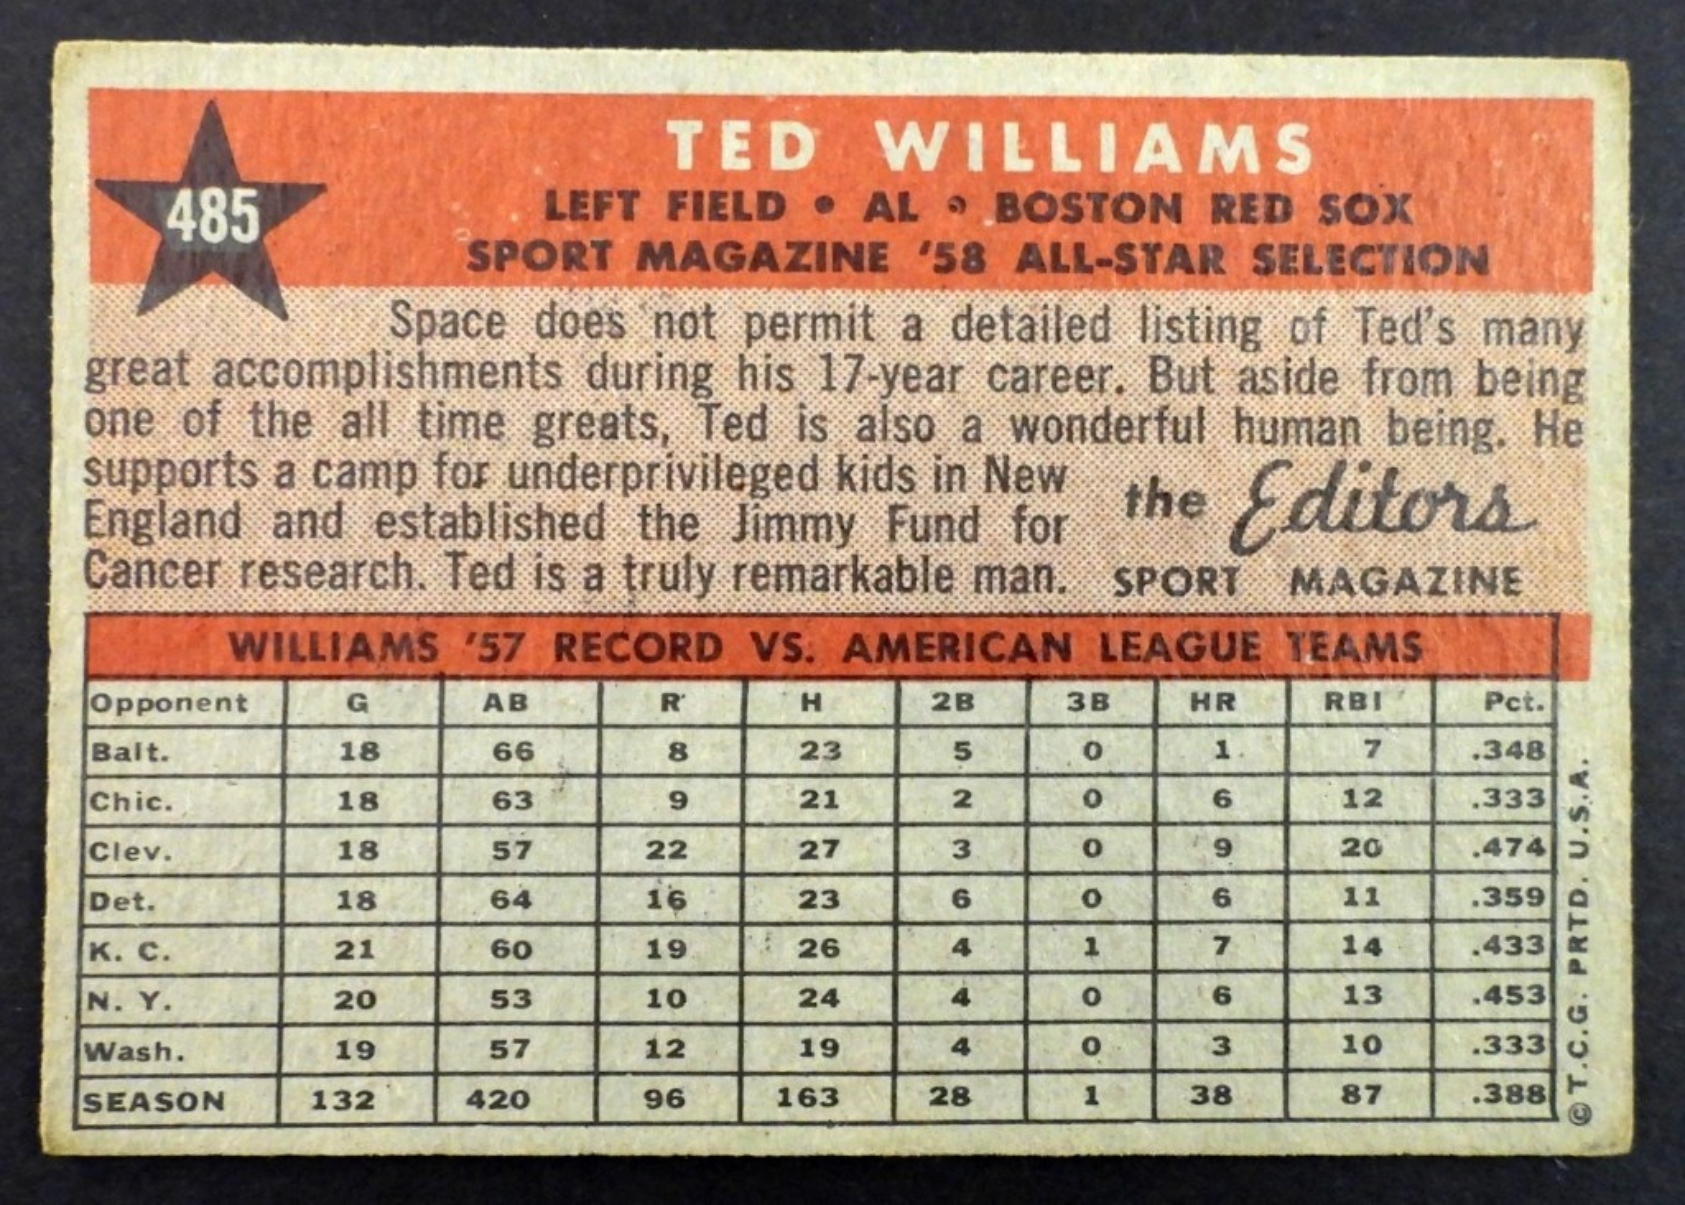 485
TED WILLIAMS
LEFT FIELD • AL • BOSTON RED SOX
SPORT MAGAZINE '58 ALL-STAR SELECTION
Space does not permit a detailed listing of Ted's many
great accomplishments during his 17-year career. But aside from being
one of the all time greats, Ted is also a wonderful human being. He
supports a camp for underprivileged kids in New
England and established the Jimmy Fund for
Cancer research. Ted is a truly remarkable man.
the Editors
SPORT MAGAZINE
WILLIAMS '57 RECORD VS. AMERICAN LEAGUE TEAMS
Opponent G AB R H 2B 3B HR RBI Pct.
Balt. 18 66 8 23 5 0 1 7 .348
Chic. 18 63 9 21 2 0 6 12 .333
Clev. 18 57 22 27 3 0 9 20 .474
Det. 18 64 16 23 6 0 6 11 .359
K. C. 21 60 19 26 4 1 7 14 .433
N. Y. 20 53 10 24 4 0 6 13 .453
Wash. 19 57 12 19 4 0 3 10 .333
SEASON 132 420 96 163 28 1 38 87 .388
© T.C.G. PRTD. U.S.A.